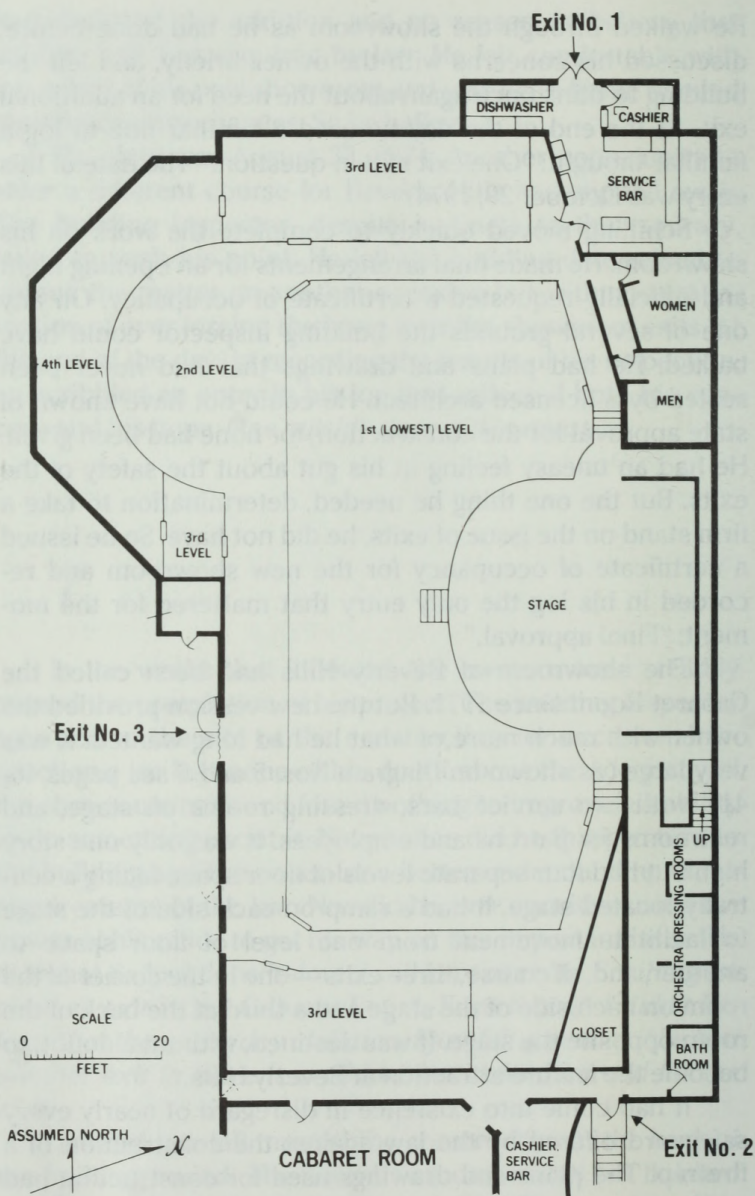 Exit No. 1
DISHWASHER
CASHIER
3rd LEVEL
SERVICE
BAR
WOMEN
4th LEVEL
2nd LEVEL
MEN
1st (LOWEST) LEVEL
3rd
LEVEL
STAGE
Exit No. 3
UP
ORCHESTRA DRESSING ROOMS
SCALE
0 20
FEET
3rd LEVEL
CLOSET
BATH
ROOM
ASSUMED NORTH
N
CABARET ROOM
CASHIER,
SERVICE
BAR
Exit No. 2